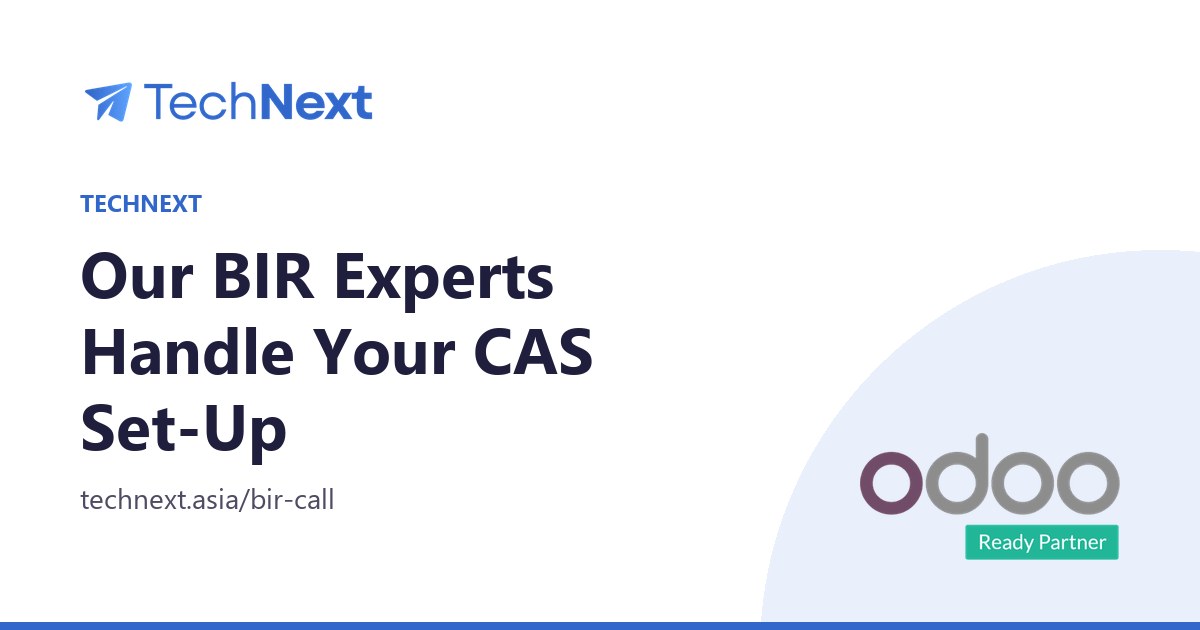 TechNext
TECHNEXT
Our BIR Experts
Handle Your CAS
Set-Up
technext.asia/bir-call
odoo
Ready Partner